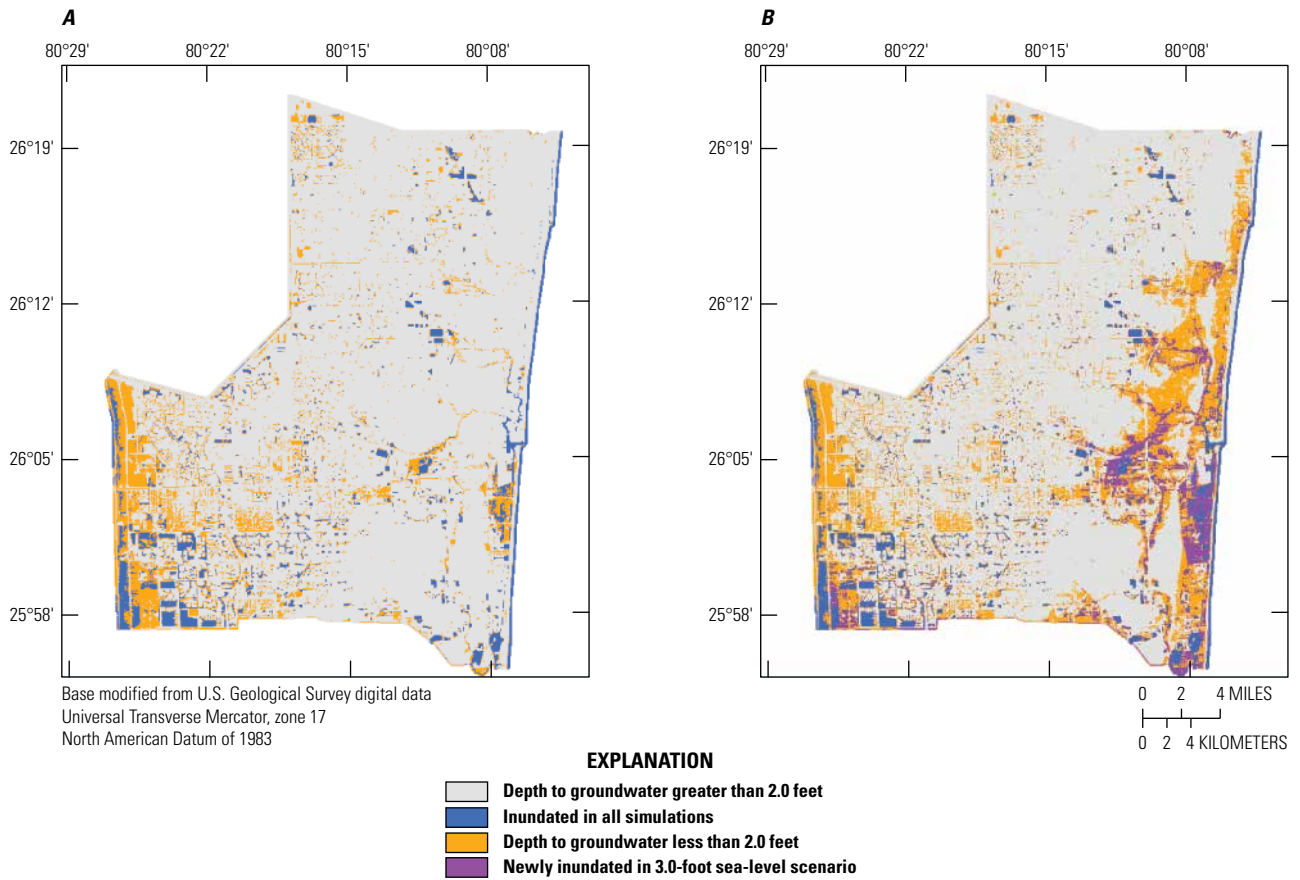 A
B
80°29' 80°22' 80°15' 80°08'
80°29' 80°22' 80°15' 80°08'
26°19'
26°19'
26°12'
26°12'
26°05'
26°05'
25°58'
25°58'
Base modified from U.S. Geological Survey digital data
Universal Transverse Mercator, zone 17
North American Datum of 1983
0 2 4 MILES
0 2 4 KILOMETERS
EXPLANATION
Depth to groundwater greater than 2.0 feet
Inundated in all simulations
Depth to groundwater less than 2.0 feet
Newly inundated in 3.0-foot sea-level scenario